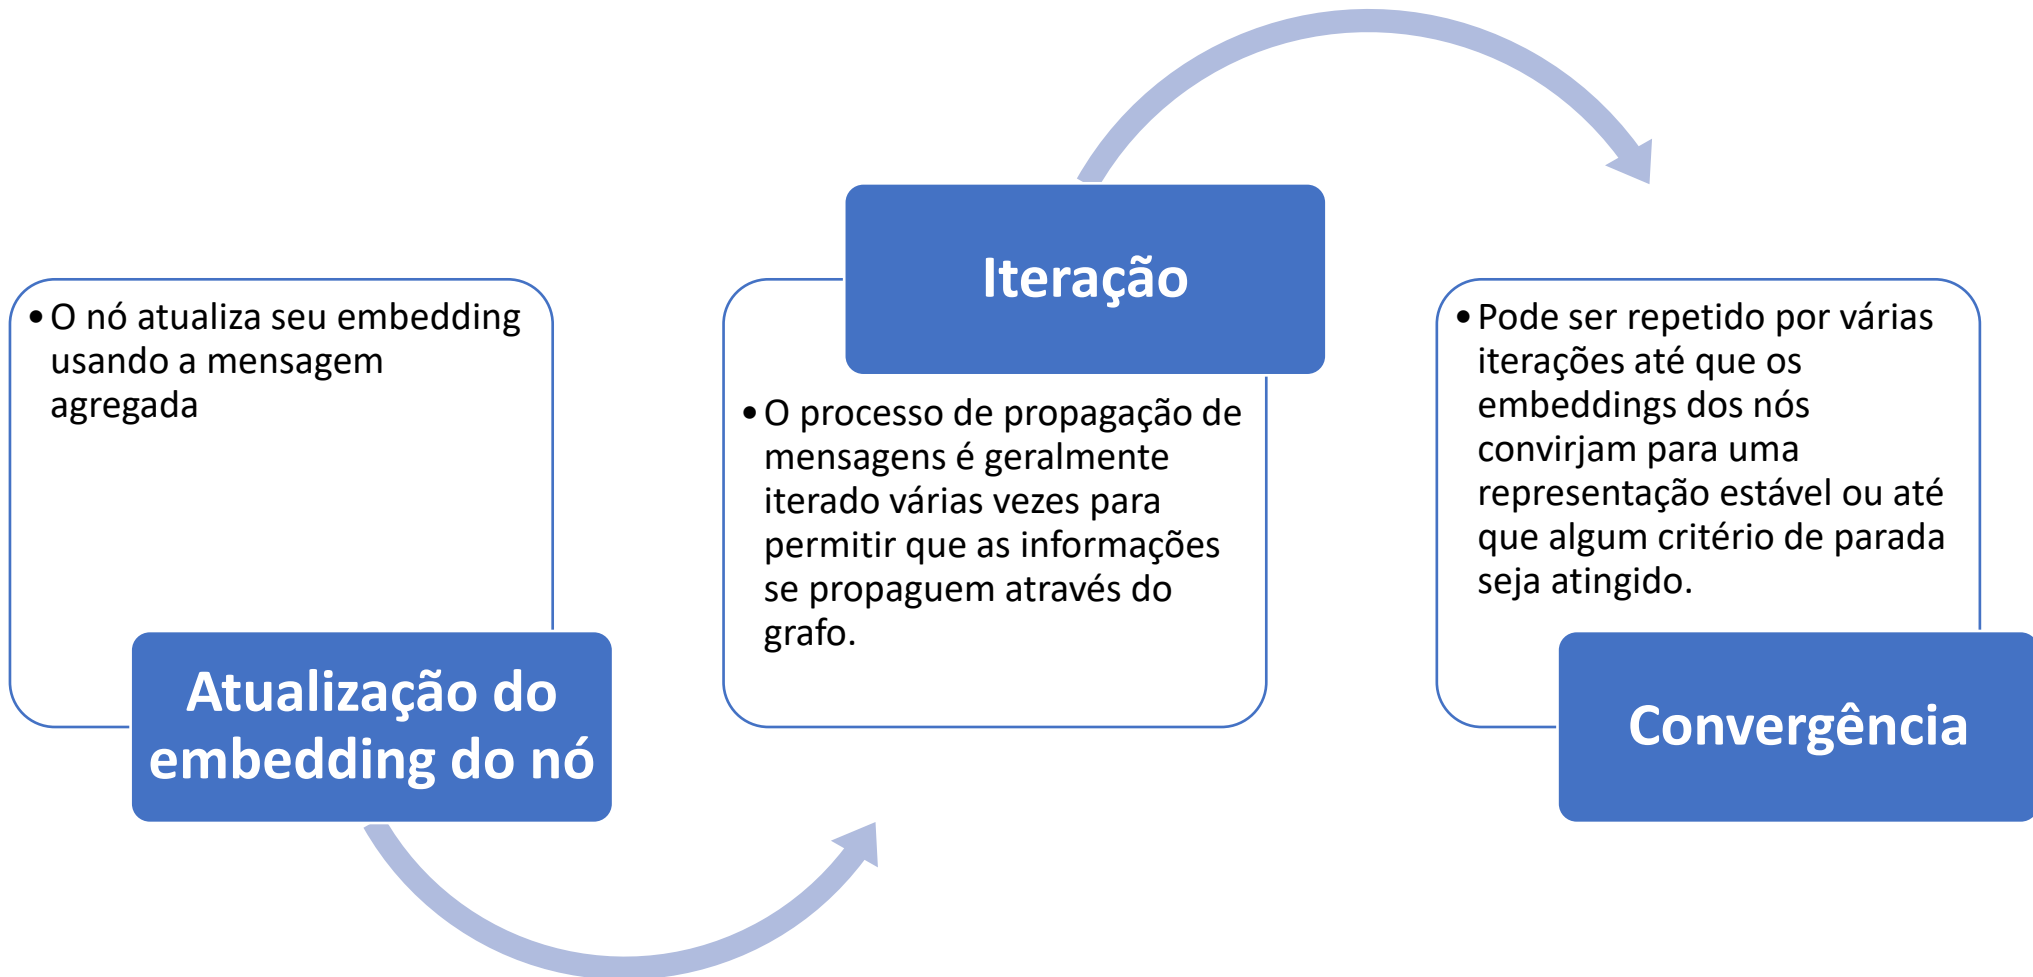 • O nó atualiza seu embedding
usando a mensagem
agregada
Atualização do
embedding do nó
Iteração
• O processo de propagação de
mensagens é geralmente
iterado várias vezes para
permitir que as informações
se propaguem através do
grafo.
• Pode ser repetido por várias
iterações até que os
embeddings dos nós
convirjam para uma
representação estável ou até
que algum critério de parada
seja atingido.
Convergência